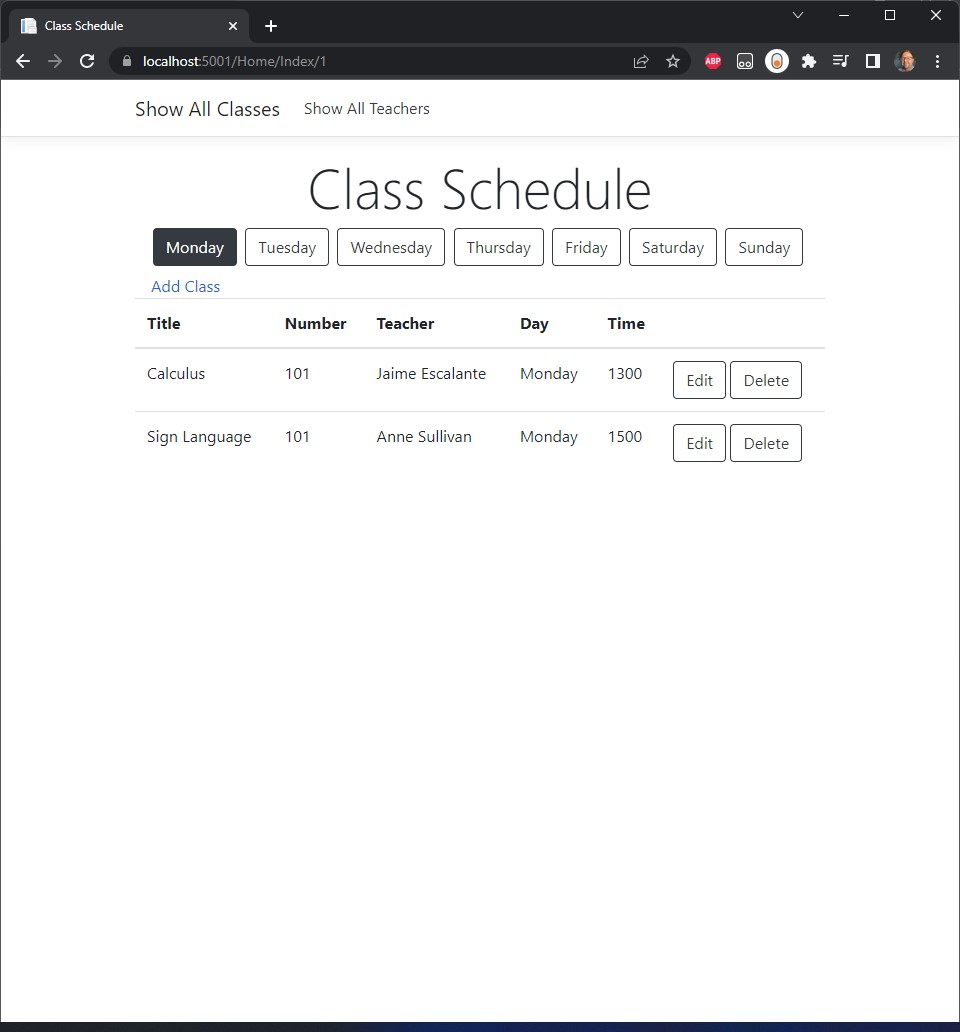 Class Schedule
localhost:5001/Home/Index/1
ABP
Show All Classes Show All Teachers
Class Schedule
Monday Tuesday Wednesday Thursday Friday Saturday Sunday
Add Class
Title Number Teacher Day Time
Calculus 101 Jaime Escalante Monday 1300 Edit Delete
Sign Language 101 Anne Sullivan Monday 1500 Edit Delete